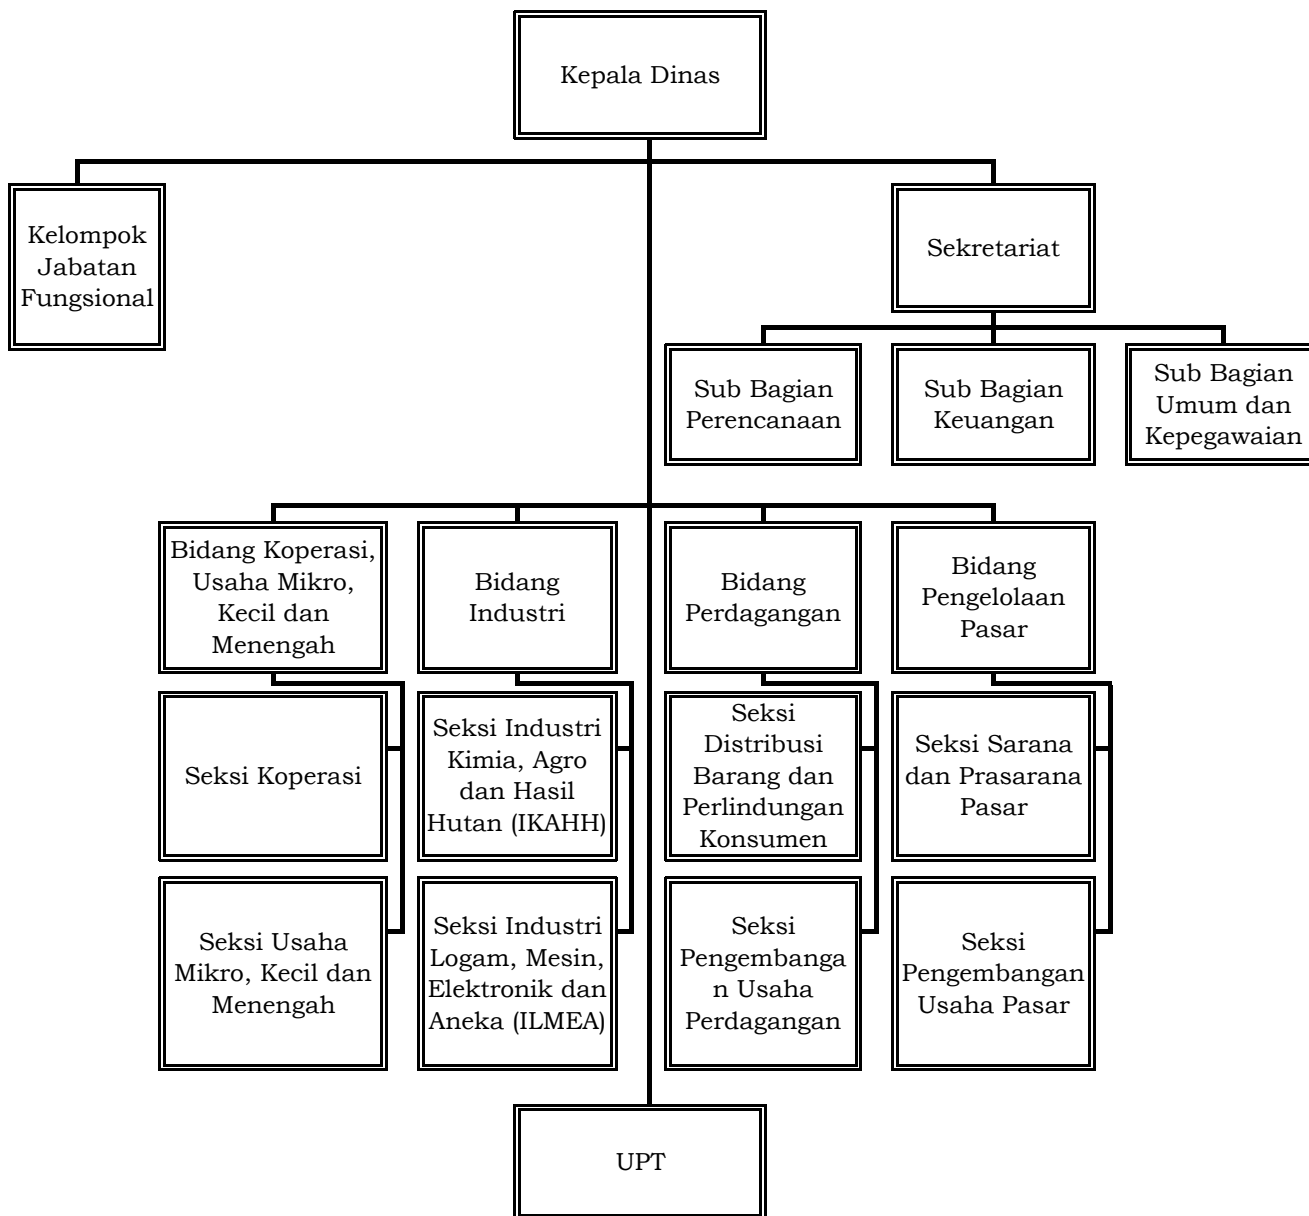 Kepala Dinas
Kelompok
Jabatan
Fungsional
Sekretariat
Sub Bagian
Perencanaan
Sub Bagian
Keuangan
Sub Bagian
Umum dan
Kepegawaian
Bidang Koperasi,
Usaha Mikro,
Kecil dan
Menengah
Bidang
Industri
Bidang
Perdagangan
Bidang
Pengelolaan
Pasar
Seksi Koperasi
Seksi Industri
Kimia, Agro
dan Hasil
Hutan (IKAHH)
Seksi
Distribusi
Barang dan
Perlindungan
Konsumen
Seksi Sarana
dan Prasarana
Pasar
Seksi Usaha
Mikro, Kecil dan
Menengah
Seksi Industri
Logam, Mesin,
Elektronik dan
Aneka (ILMEA)
Seksi
Pengembanga
n Usaha
Perdagangan
Seksi
Pengembangan
Usaha Pasar
UPT